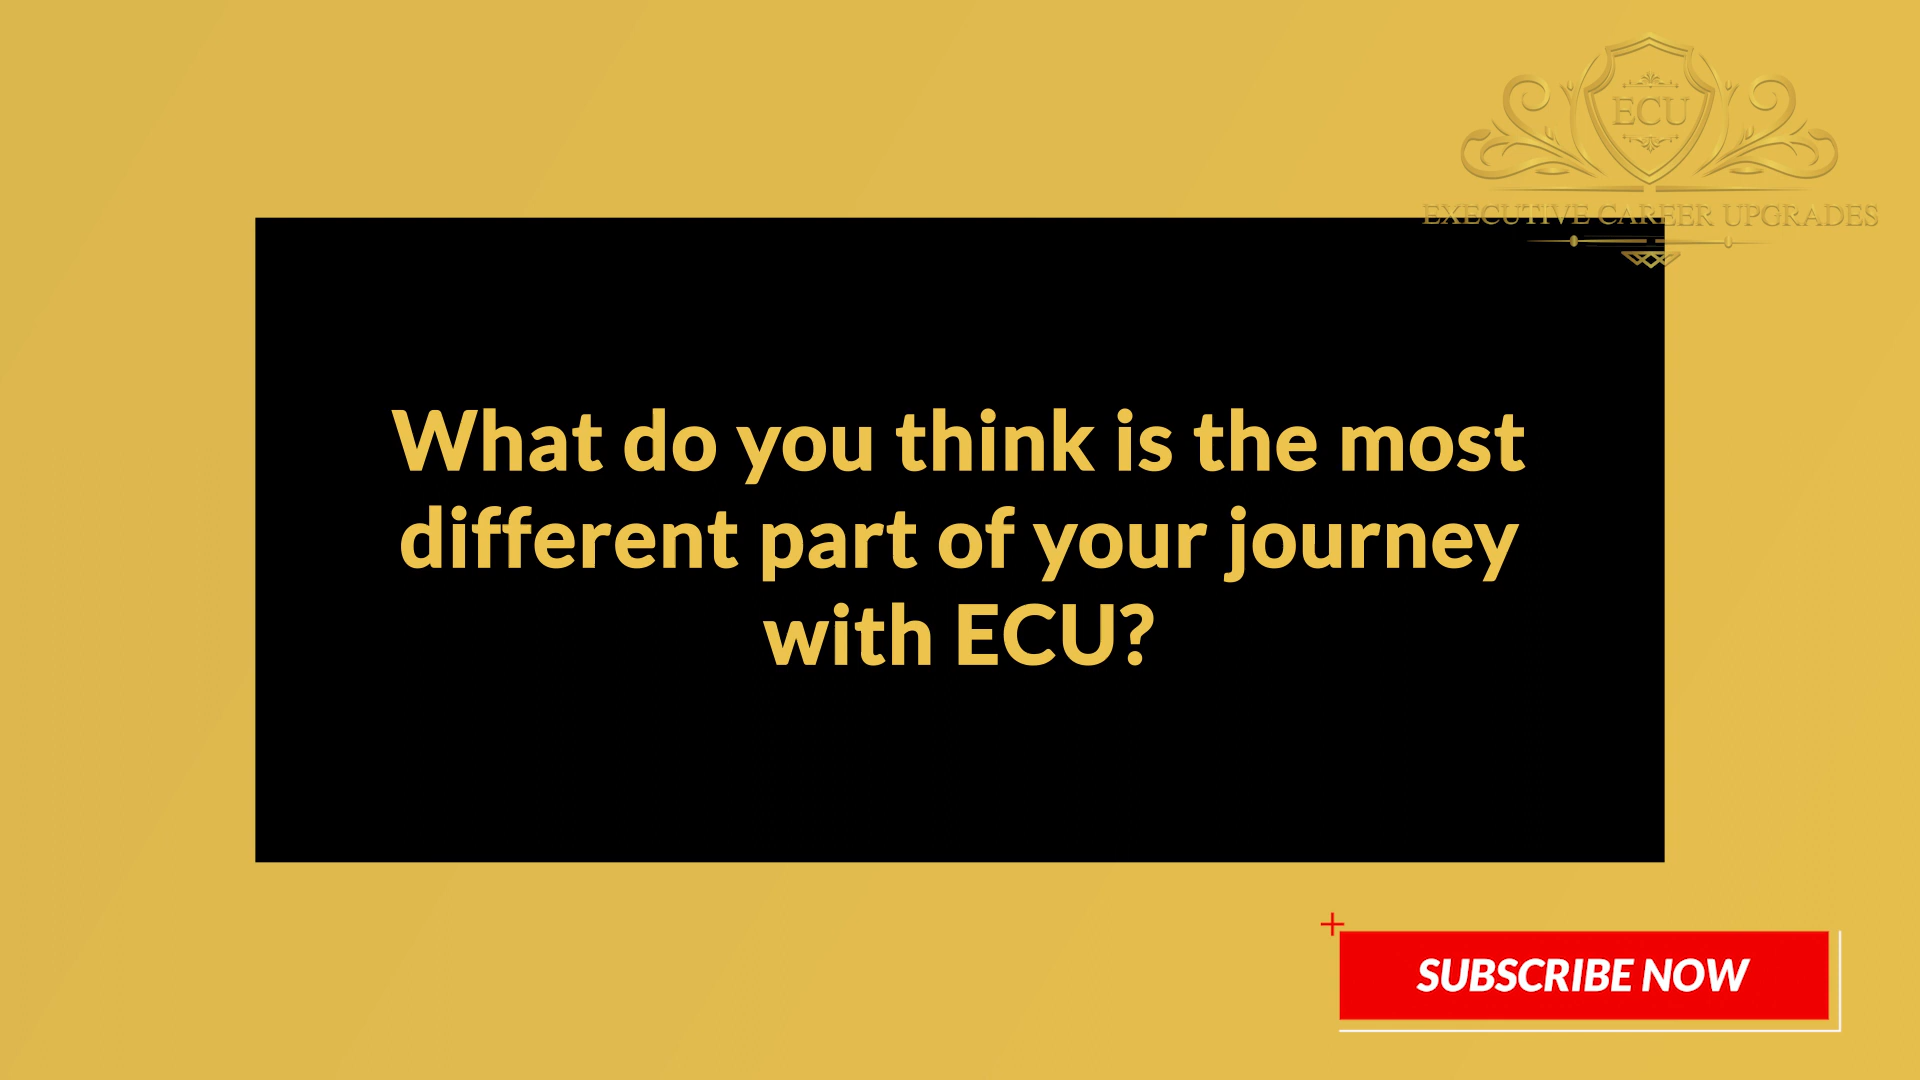 ECU
EXECUTIVE CAREER UPGRADES
What do you think is the most
different part of your journey
with ECU?
SUBSCRIBE NOW